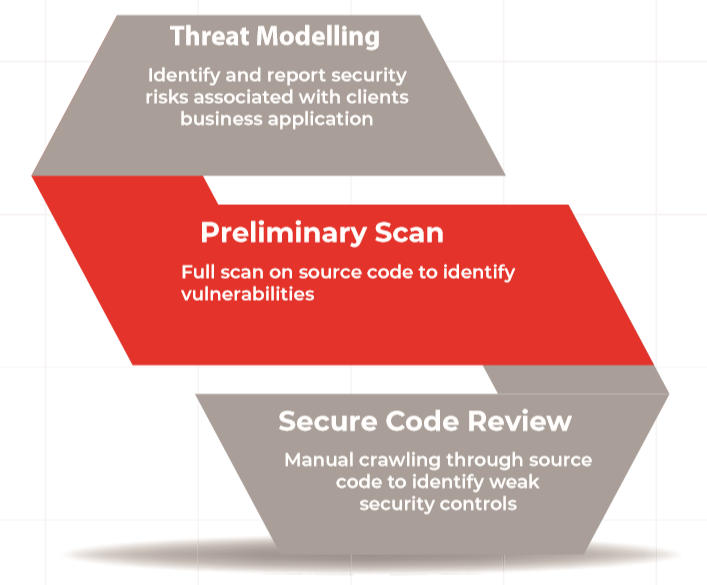 Threat Modelling
Identify and report security
risks associated with clients
business application
Preliminary Scan
Full scan on source code to identify
vulnerabilities
Secure Code Review
Manual crawling through source
code to identify weak
security controls